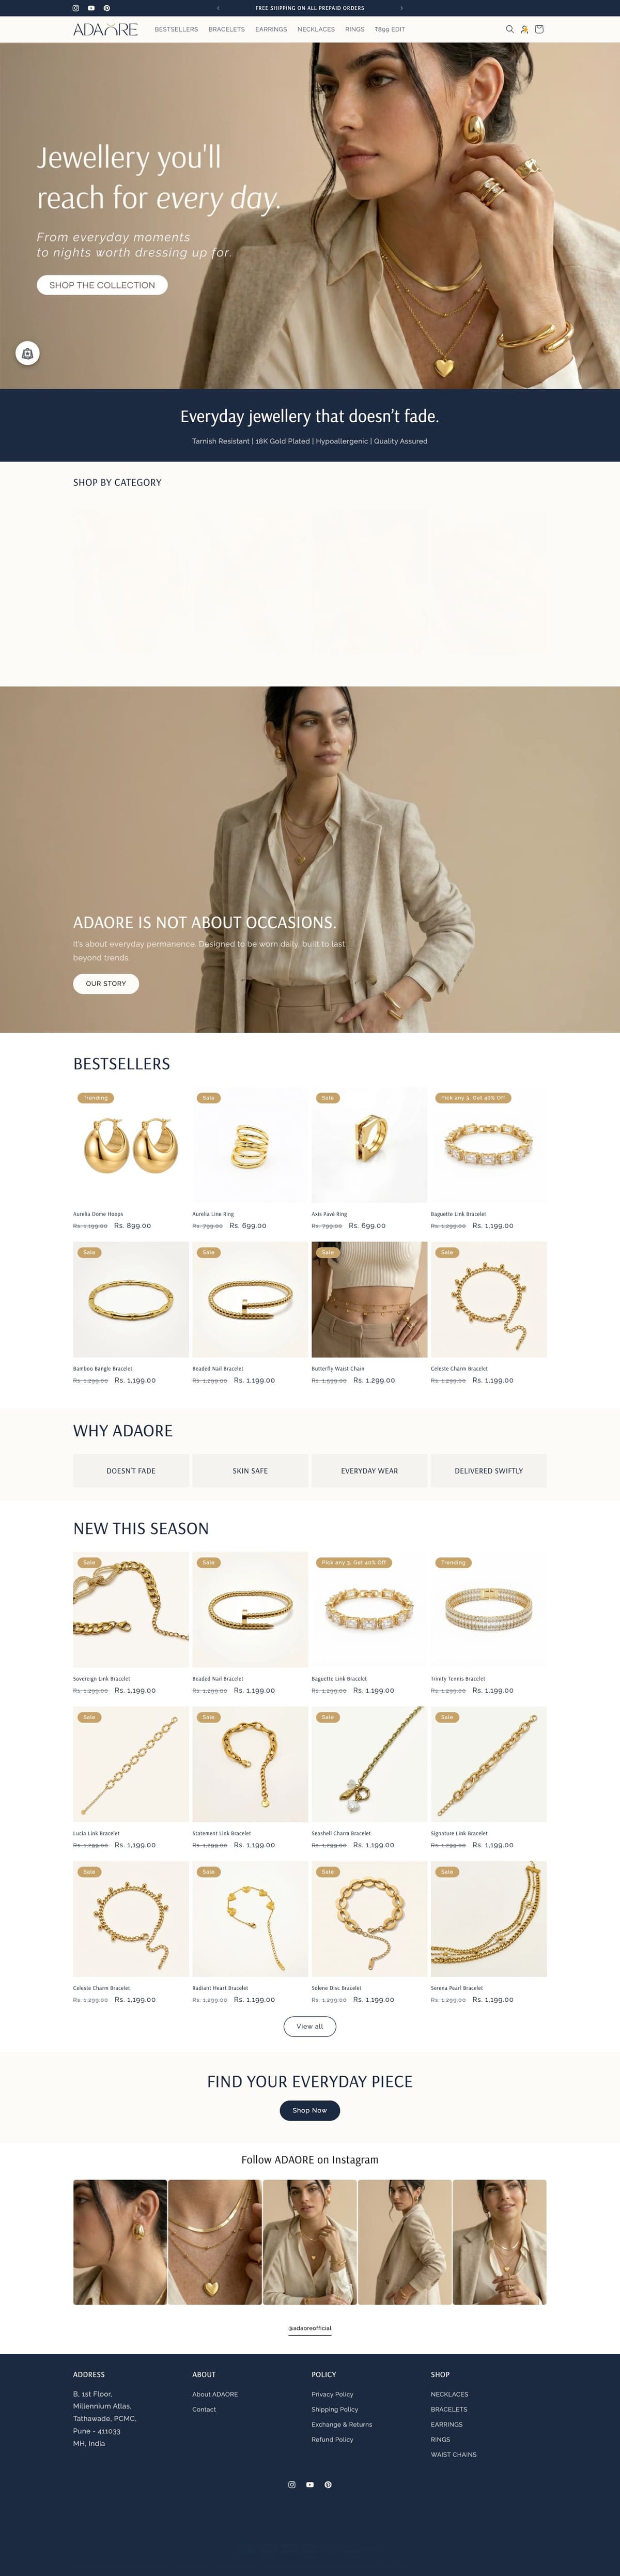 FREE SHIPPING ON ALL PREPAID ORDERS
ADAORE
BESTSELLERS
BRACELETS
EARRINGS
NECKLACES
RINGS
₹899 EDIT
Jewellery you'll
reach for every day.
From everyday moments
to nights worth dressing up for.
SHOP THE COLLECTION
Everyday jewellery that doesn't fade.
Tarnish Resistant | 18K Gold Plated | Hypoallergenic | Quality Assured
SHOP BY CATEGORY
ADAORE IS NOT ABOUT OCCASIONS.
It's about everyday permanence. Designed to be worn daily, built to last
beyond trends.
OUR STORY
BESTSELLERS
Trending
Sale
Sale
Pick any 3, Get 40% Off
Aurelia Dome Hoops
Aurelia Line Ring
Axis Pavé Ring
Baguette Link Bracelet
Rs. 1,199.00 Rs. 899.00
Rs. 799.00 Rs. 699.00
Rs. 799.00 Rs. 699.00
Rs. 1,299.00 Rs. 1,199.00
Sale
Sale
Sale
Sale
Bamboo Bangle Bracelet
Beaded Nail Bracelet
Butterfly Waist Chain
Celeste Charm Bracelet
Rs. 1,299.00 Rs. 1,199.00
Rs. 1,299.00 Rs. 1,199.00
Rs. 1,599.00 Rs. 1,299.00
Rs. 1,299.00 Rs. 1,199.00
WHY ADAORE
DOESN'T FADE
SKIN SAFE
EVERYDAY WEAR
DELIVERED SWIFTLY
NEW THIS SEASON
Sale
Sale
Pick any 3, Get 40% Off
Trending
Sovereign Link Bracelet
Beaded Nail Bracelet
Baguette Link Bracelet
Trinity Tennis Bracelet
Rs. 1,299.00 Rs. 1,199.00
Rs. 1,299.00 Rs. 1,199.00
Rs. 1,299.00 Rs. 1,199.00
Rs. 1,299.00 Rs. 1,199.00
Sale
Sale
Sale
Sale
Lucia Link Bracelet
Statement Link Bracelet
Seashell Charm Bracelet
Signature Link Bracelet
Rs. 1,299.00 Rs. 1,199.00
Rs. 1,299.00 Rs. 1,199.00
Rs. 1,299.00 Rs. 1,199.00
Rs. 1,299.00 Rs. 1,199.00
Sale
Sale
Sale
Sale
Celeste Charm Bracelet
Radiant Heart Bracelet
Solene Disc Bracelet
Serena Pearl Bracelet
Rs. 1,299.00 Rs. 1,199.00
Rs. 1,299.00 Rs. 1,199.00
Rs. 1,299.00 Rs. 1,199.00
Rs. 1,299.00 Rs. 1,199.00
View all
FIND YOUR EVERYDAY PIECE
Shop Now
Follow ADAORE on Instagram
@adaoreofficial
ADDRESS
B, 1st Floor,
Millennium Atlas,
Tathawade, PCMC,
Pune - 411033
MH, India
ABOUT
About ADAORE
Contact
POLICY
Privacy Policy
Shipping Policy
Exchange & Returns
Refund Policy
SHOP
NECKLACES
BRACELETS
EARRINGS
RINGS
WAIST CHAINS